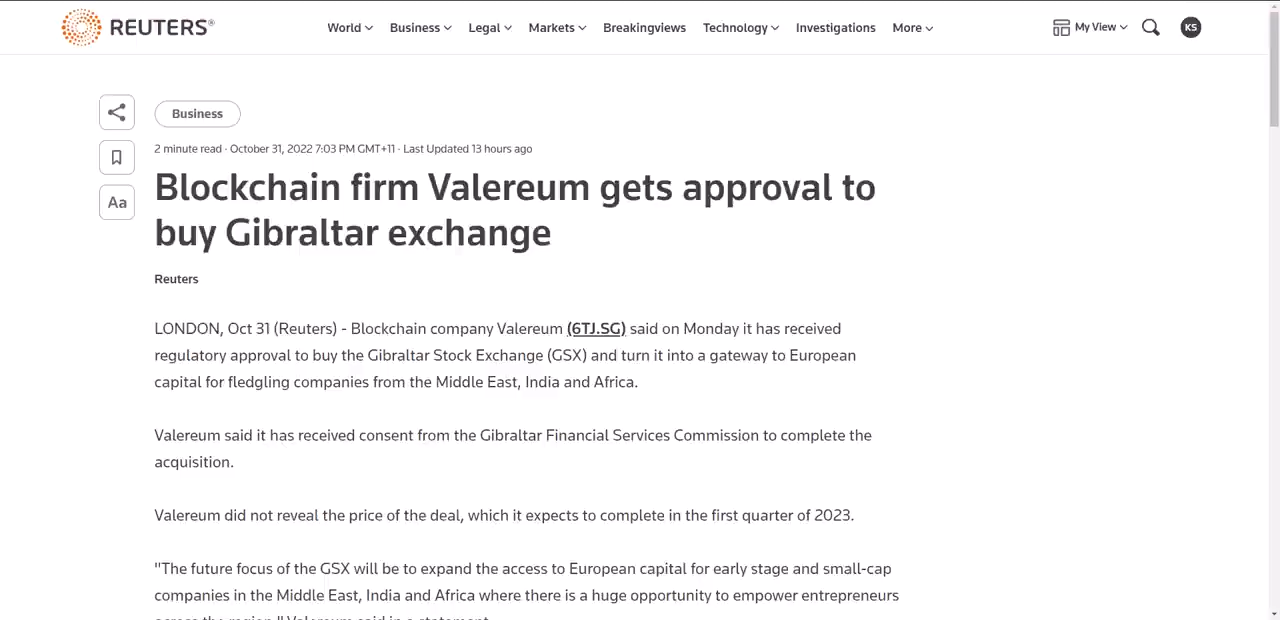 REUTERS®
World Business Legal Markets Breakingviews Technology Investigations More My View KS
Business
2 minute read · October 31, 2022 7:03 PM GMT+11 · Last Updated 13 hours ago
Aa
Blockchain firm Valereum gets approval to
buy Gibraltar exchange
Reuters
LONDON, Oct 31 (Reuters) - Blockchain company Valereum (6TJ.SG) said on Monday it has received
regulatory approval to buy the Gibraltar Stock Exchange (GSX) and turn it into a gateway to European
capital for fledgling companies from the Middle East, India and Africa.
Valereum said it has received consent from the Gibraltar Financial Services Commission to complete the
acquisition.
Valereum did not reveal the price of the deal, which it expects to complete in the first quarter of 2023.
"The future focus of the GSX will be to expand the access to European capital for early stage and small-cap
companies in the Middle East, India and Africa where there is a huge opportunity to empower entrepreneurs
across the region," Valereum said in a statement.